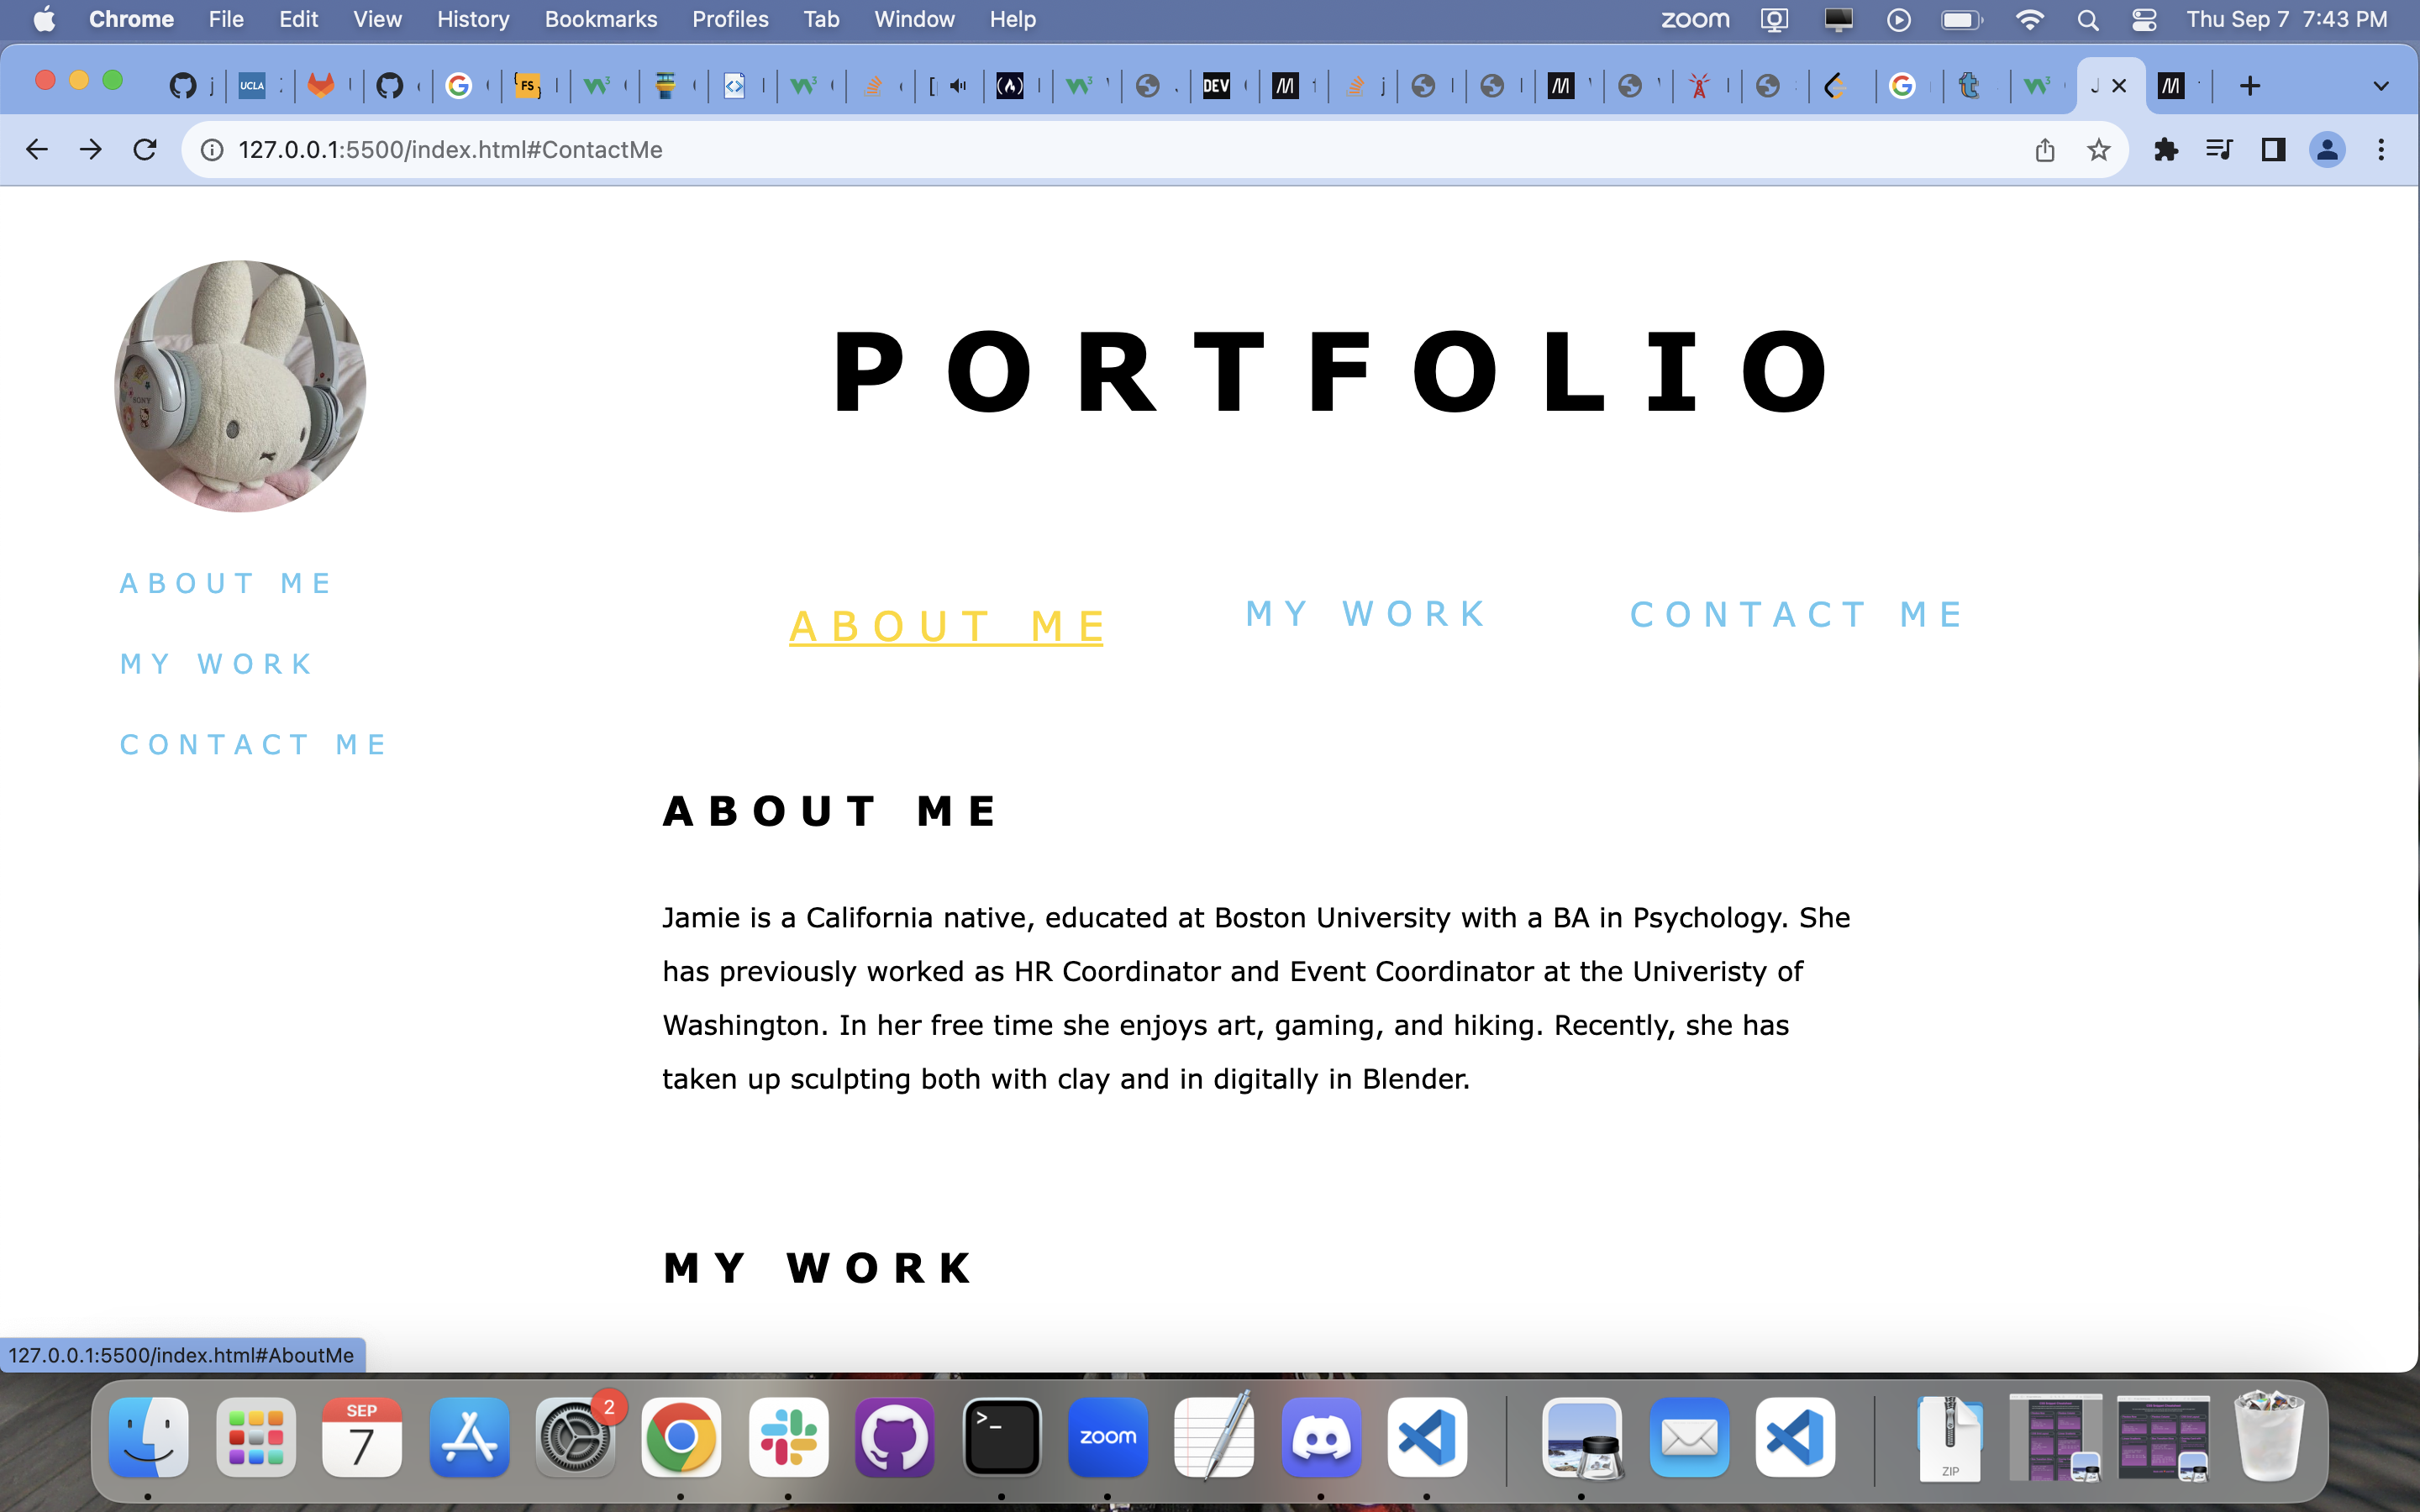 Chrome File Edit View History Bookmarks Profiles Tab Window Help zoom Thu Sep 7 7:43 PM
UCLA FS DEV
127.0.0.1:5500/index.html#ContactMe
SONY
PORTFOLIO
ABOUT ME
MY WORK
CONTACT ME
ABOUT ME MY WORK CONTACT ME
ABOUT ME
Jamie is a California native, educated at Boston University with a BA in Psychology. She
has previously worked as HR Coordinator and Event Coordinator at the Univeristy of
Washington. In her free time she enjoys art, gaming, and hiking. Recently, she has
taken up sculpting both with clay and in digitally in Blender.
MY WORK
127.0.0.1:5500/index.html#AboutMe
SEP
7
2
zoom
ZIP